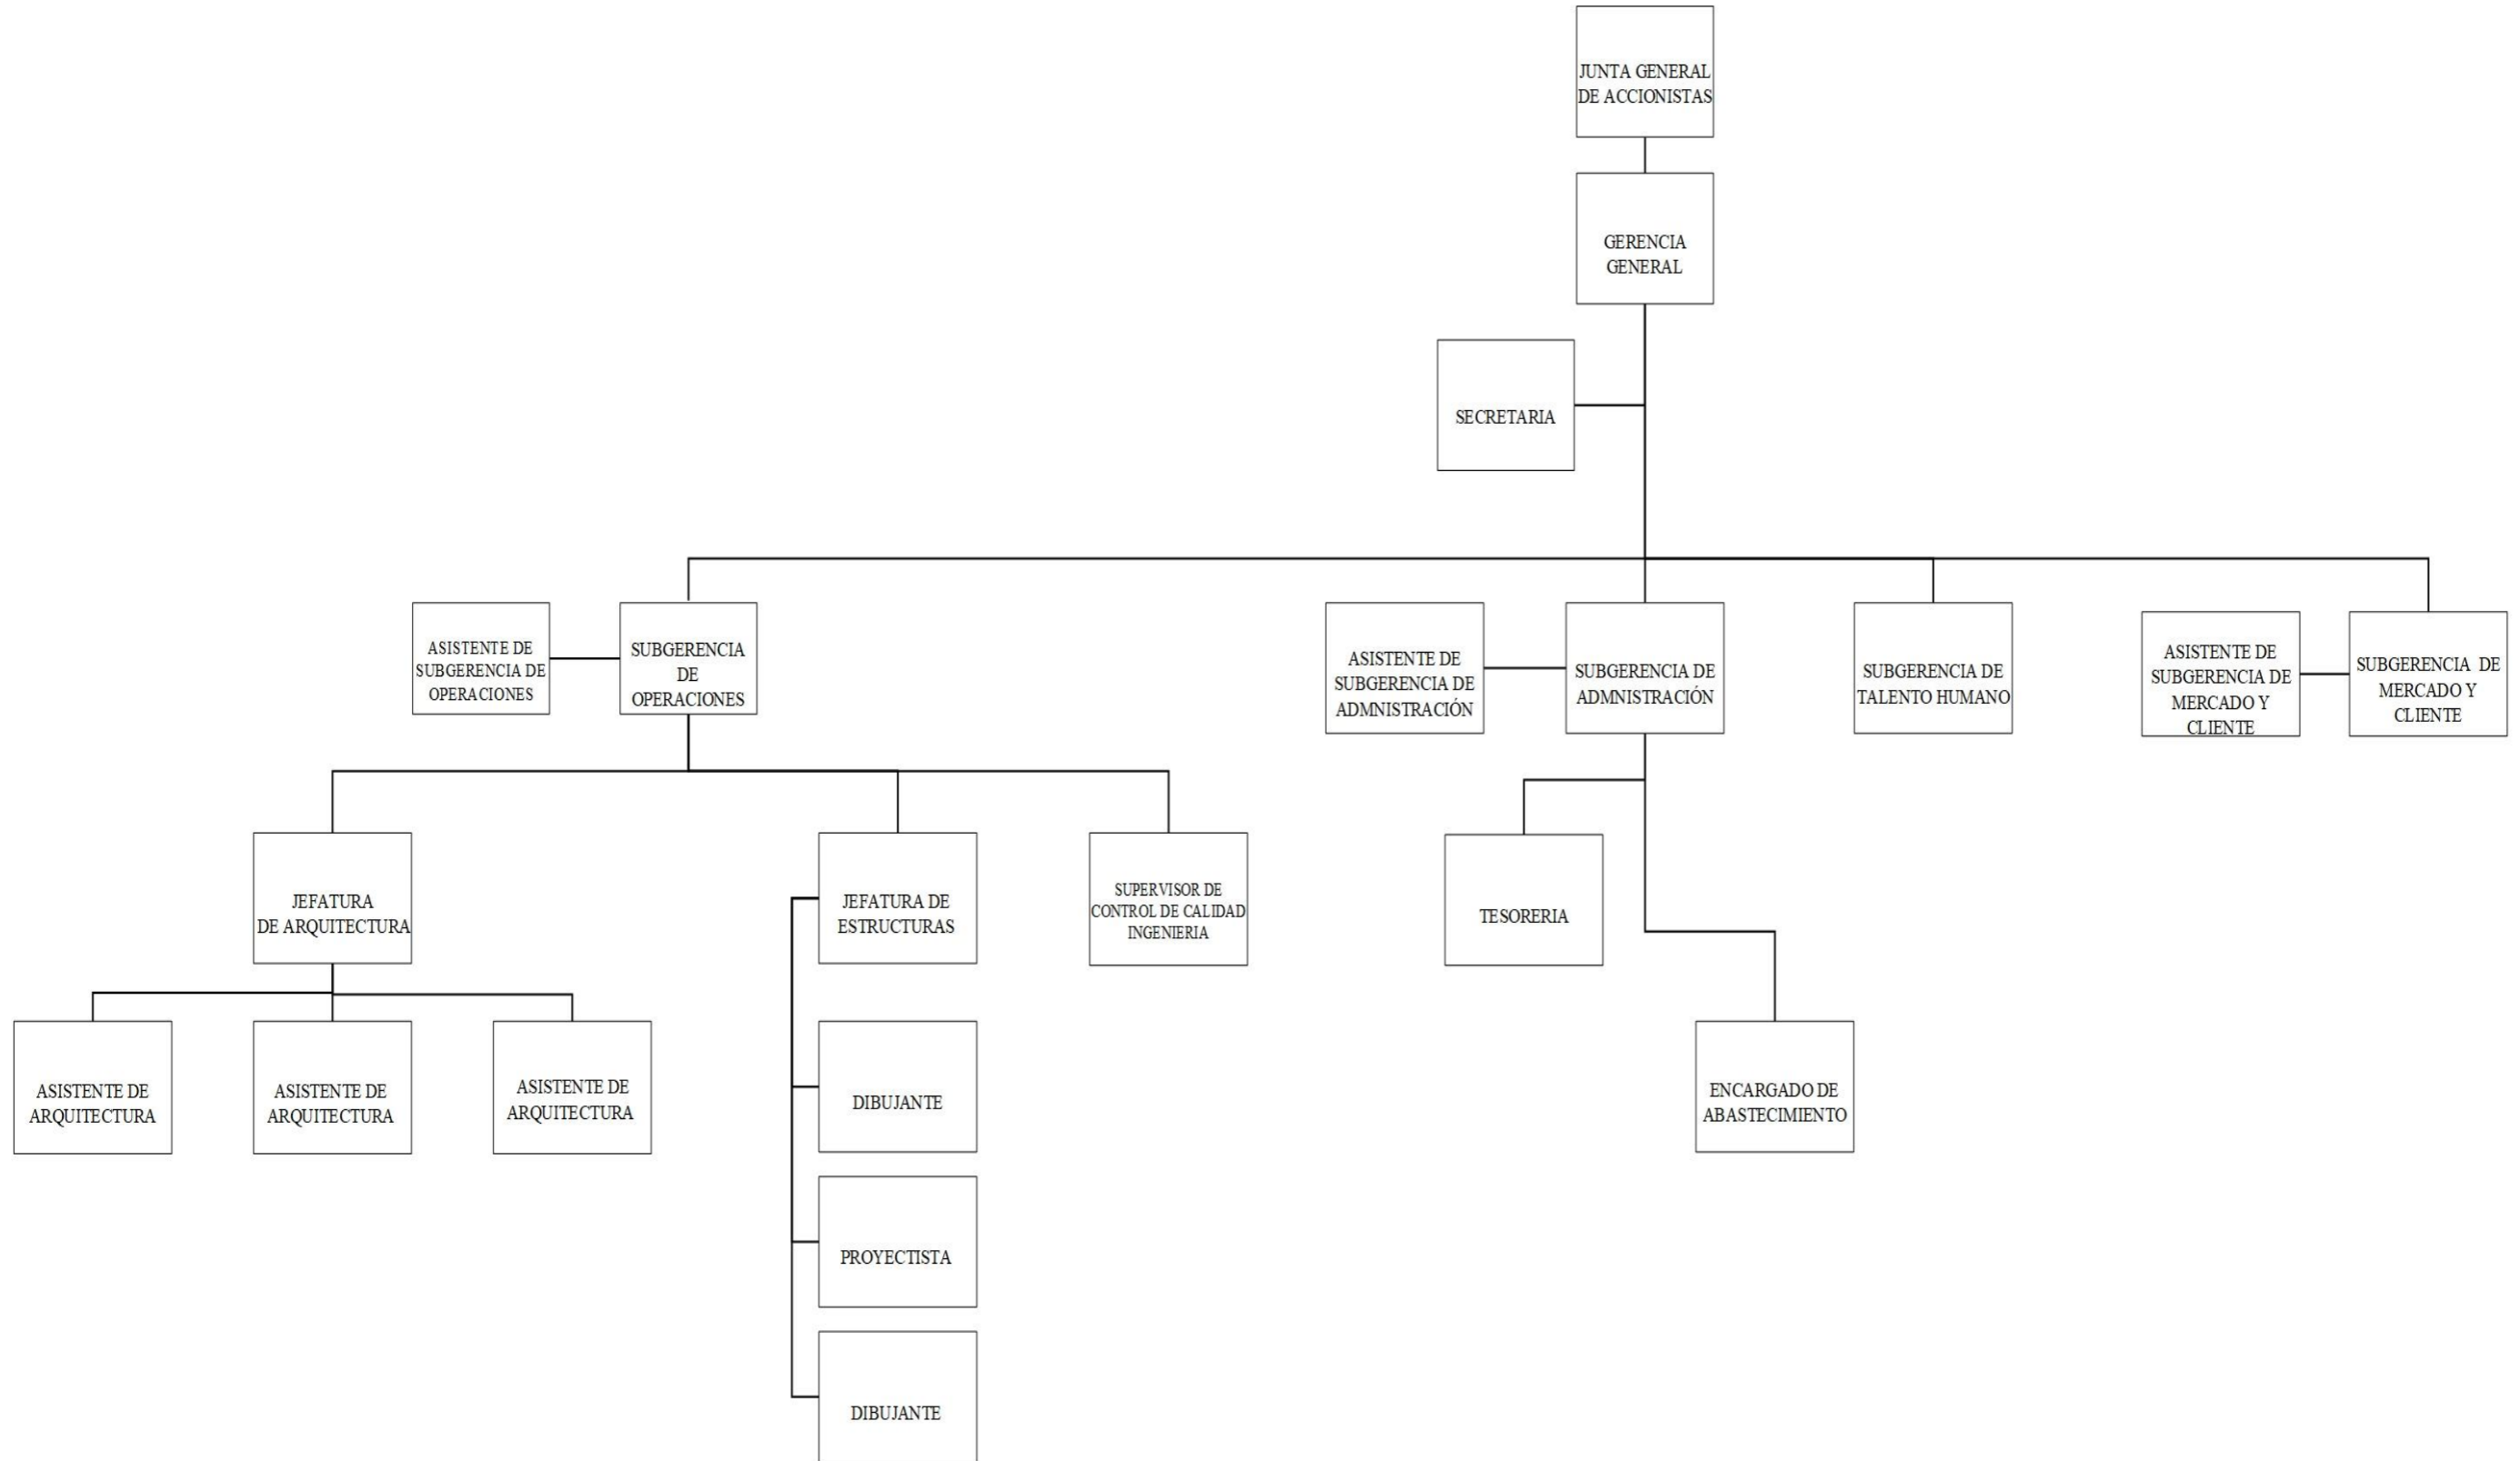 JUNTA GENERAL
DE ACCIONISTAS
GERENCIA
GENERAL
SECRETARIA
ASISTENTE DE
SUBGERENCIA DE
OPERACIONES
SUBGERENCIA
DE
OPERACIONES
ASISTENTE DE
SUBGERENCIA DE
ADMNISTRACIÓN
SUBGERENCIA DE
ADMNISTRACIÓN
SUBGERENCIA DE
TALENTO HUMANO
ASISTENTE DE
SUBGERENCIA DE
MERCADO Y
CLIENTE
SUBGERENCIA DE
MERCADO Y
CLIENTE
JEFATURA
DE ARQUITECTURA
JEFATURA DE
ESTRUCTURAS
SUPERVISOR DE
CONTROL DE CALIDAD
INGENIERIA
TESORERIA
ASISTENTE DE
ARQUITECTURA
ASISTENTE DE
ARQUITECTURA
ASISTENTE DE
ARQUITECTURA
DIBUJANTE
ENCARGADO DE
ABASTECIMIENTO
PROYECTISTA
DIBUJANTE